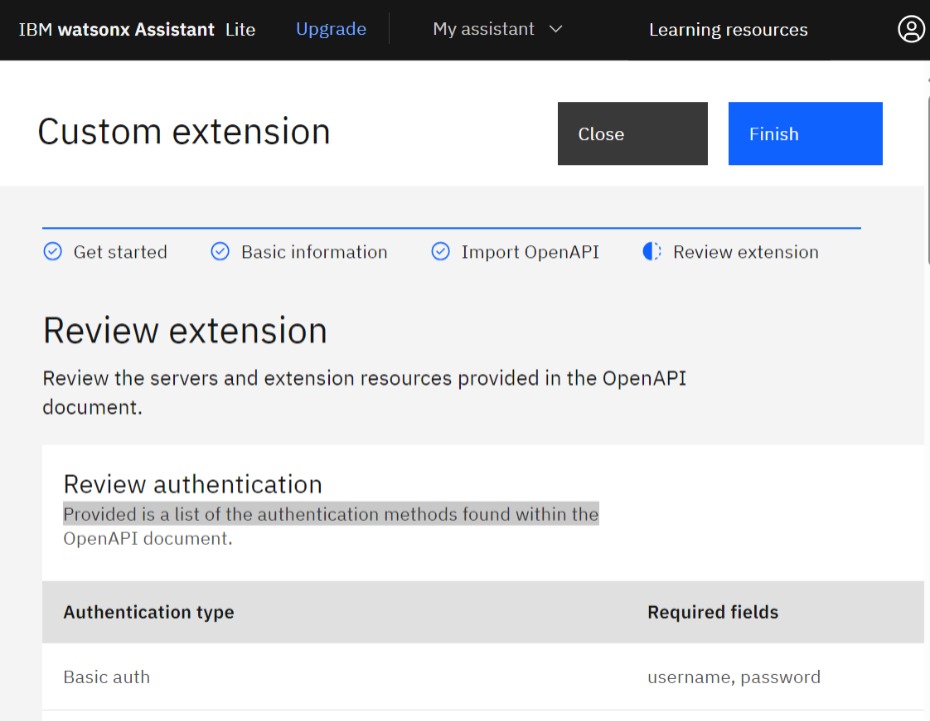 IBM watsonx Assistant Lite Upgrade My assistant Learning resources
Custom extension
Close Finish
Get started Basic information Import OpenAPI Review extension
Review extension
Review the servers and extension resources provided in the OpenAPI
document.
Review authentication
Provided is a list of the authentication methods found within the
OpenAPI document.
Authentication type Required fields
Basic auth username, password